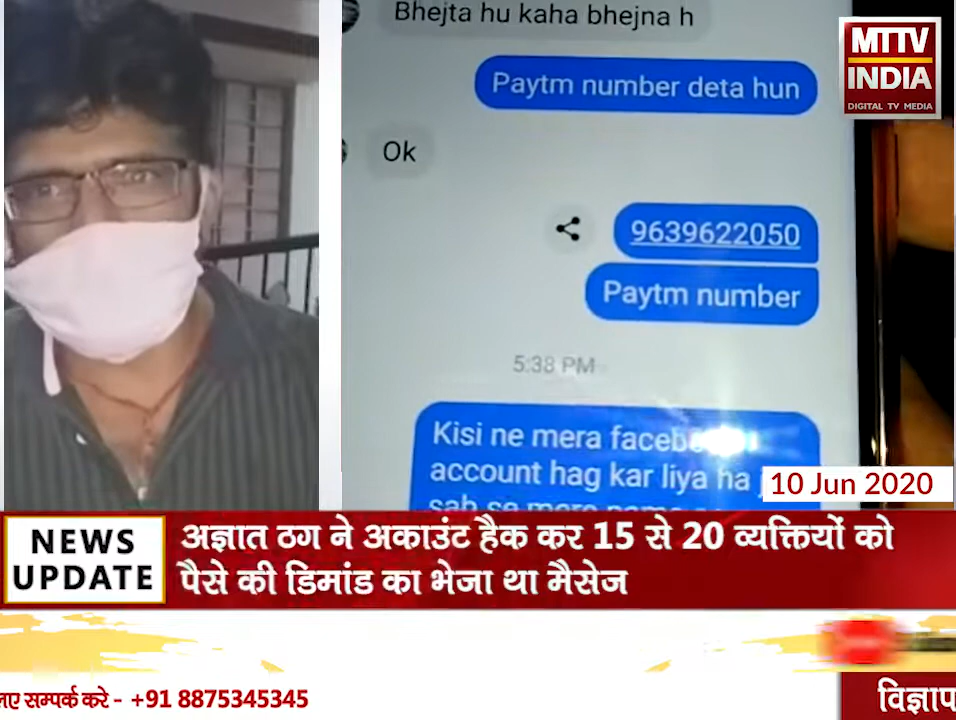 Bhejta hu kaha bhejna h
Paytm number deta hun
Ok
9639622050
Paytm number
5:38 PM
Kisi ne mera
account hag kar liya ha
MTTV
INDIA
DIGITAL TV MEDIA
10 Jun 2020
NEWS
UPDATE
अज्ञात ठग ने अकाउंट हैक कर 15 से 20 व्यक्तियों को
पैसे की डिमांड का भेजा था मैसेज
सम्पर्क करे - +91 8875345345